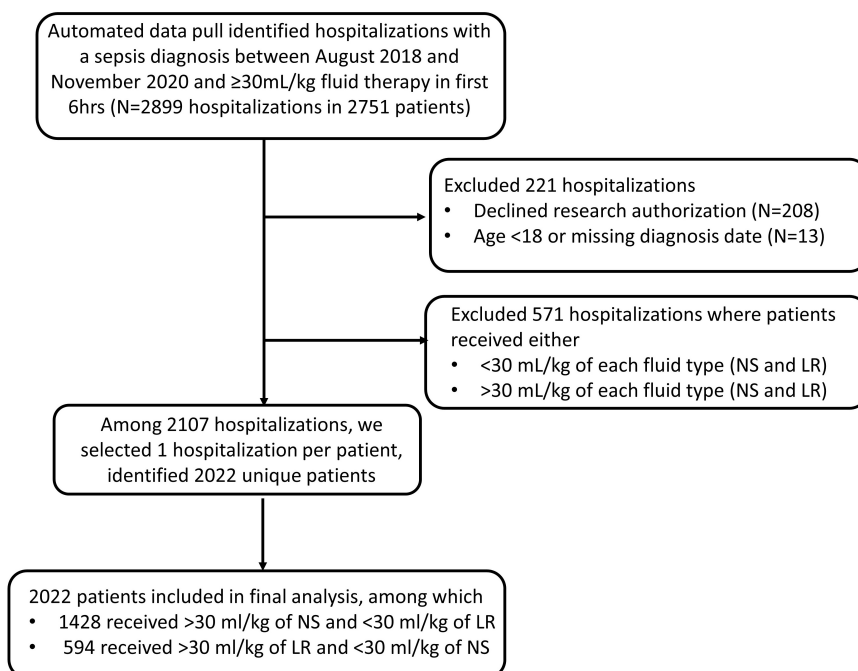 Automated data pull identified hospitalizations with
a sepsis diagnosis between August 2018 and
November 2020 and ≥30mL/kg fluid therapy in first
6hrs (N=2899 hospitalizations in 2751 patients)
Excluded 221 hospitalizations
• Declined research authorization (N=208)
• Age <18 or missing diagnosis date (N=13)
Excluded 571 hospitalizations where patients
received either
• <30 mL/kg of each fluid type (NS and LR)
• >30 mL/kg of each fluid type (NS and LR)
Among 2107 hospitalizations, we
selected 1 hospitalization per patient,
identified 2022 unique patients
2022 patients included in final analysis, among which
• 1428 received >30 ml/kg of NS and <30 ml/kg of LR
• 594 received >30 ml/kg of LR and <30 ml/kg of NS